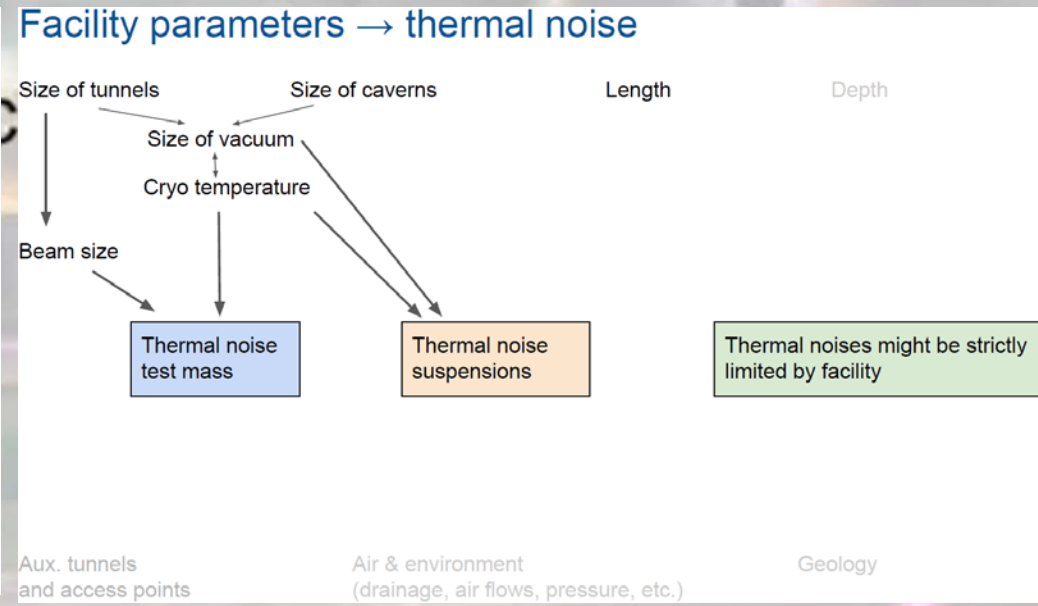 Facility parameters → thermal noise
Size of tunnels
Size of caverns
Length
Depth
Size of vacuum
Cryo temperature
Beam size
Thermal noise
test mass
Thermal noise
suspensions
Thermal noises might be strictly
limited by facility
Aux. tunnels
and access points
Air & environment
(drainage, air flows, pressure, etc.)
Geology